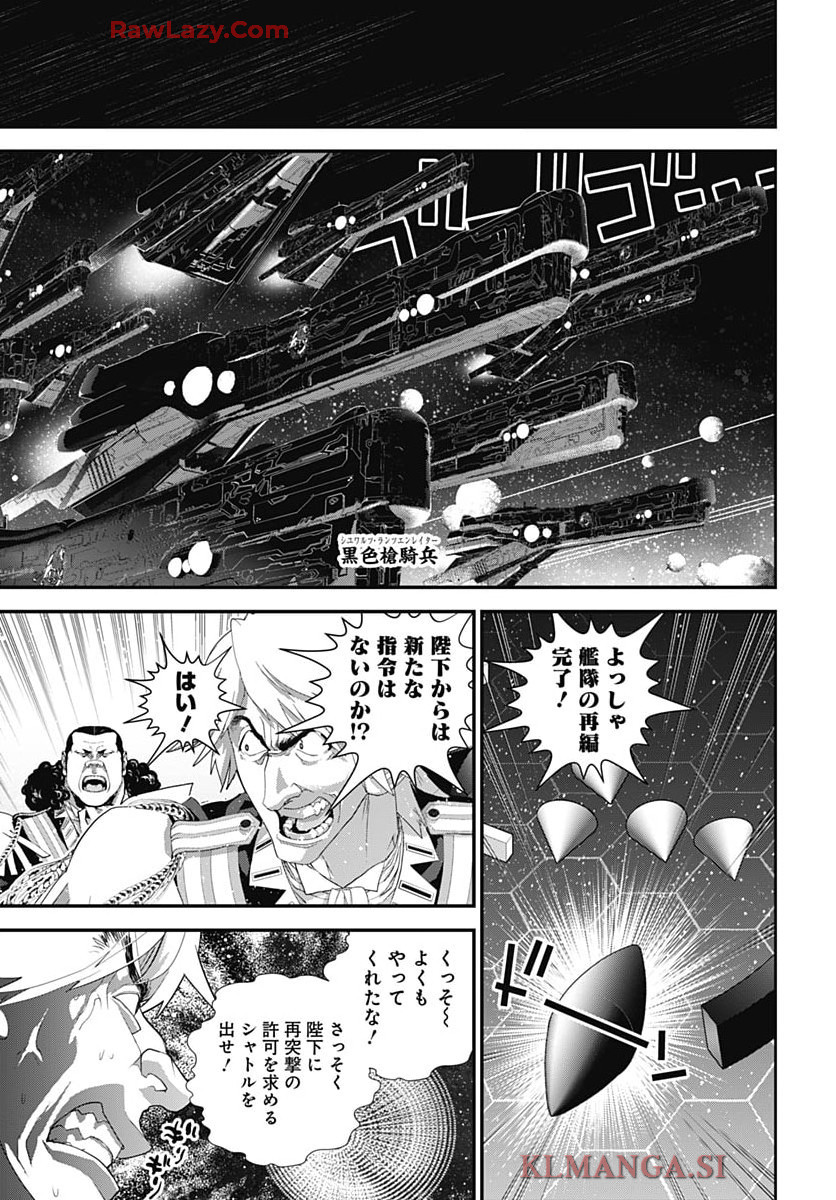 RawLazy.Com
ゴゴゴ
シュワルツ・ランツェンレイター
黒色槍騎兵
よっしゃ
艦隊の再編
完了！
陛下からは
新たな
指令は
ないのか!?
はい！
くっそ～
よくも
やって
くれたな！
さっそく
陛下に
再突撃の
許可を求める
シャトルを
出せ！
KLMANGA.SI